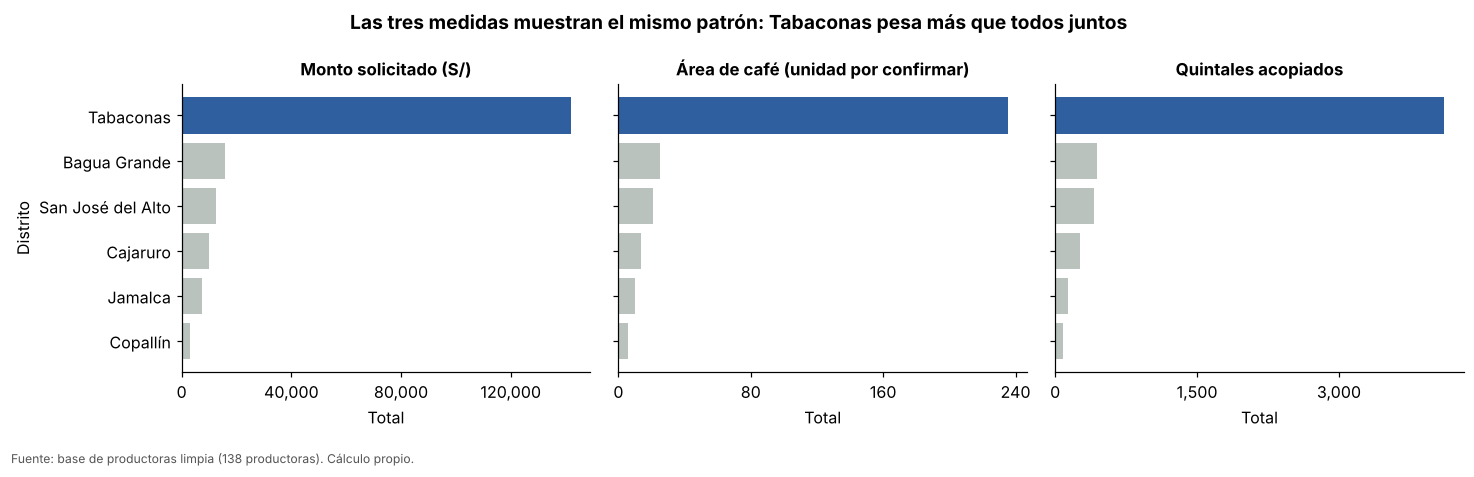 Las tres medidas muestran el mismo patrón: Tabaconas pesa más que todos juntos
Monto solicitado (S/)
Distrito
Tabaconas
Bagua Grande
San José del Alto
Cajaruro
Jamalca
Copallín
0 40,000 80,000 120,000
Total
Área de café (unidad por confirmar)
0 80 160 240
Total
Quintales acopiados
0 1,500 3,000
Total
Fuente: base de productoras limpia (138 productoras). Cálculo propio.